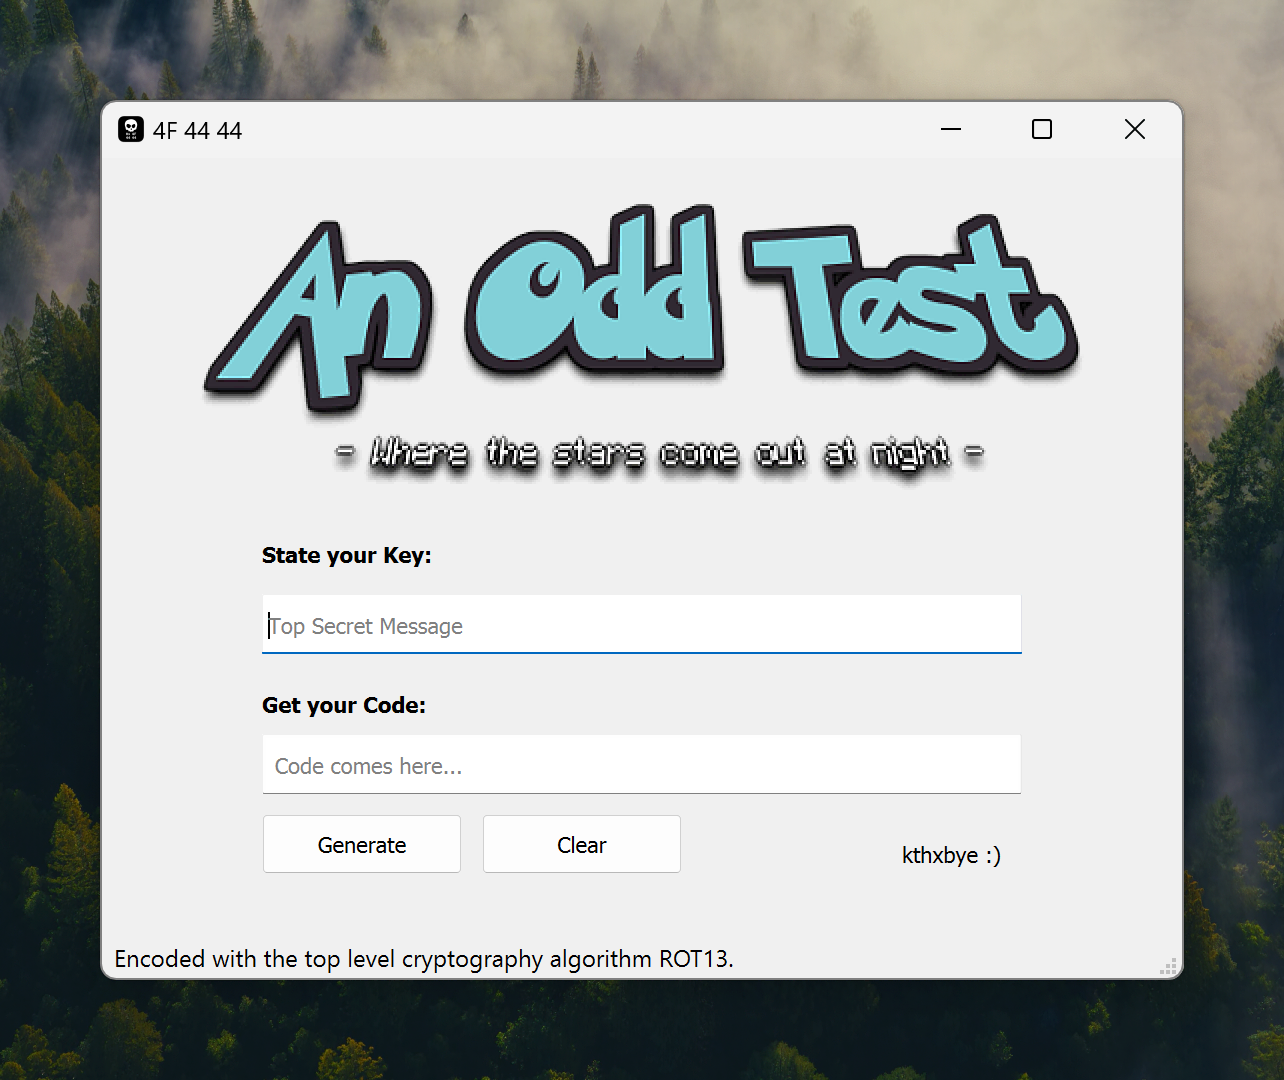 4F 44 44
An Odd Test
- Where the stars come out at night -
State your Key:
Top Secret Message
Get your Code:
Code comes here...
Generate
Clear
kthxbye :)
Encoded with the top level cryptography algorithm ROT13.